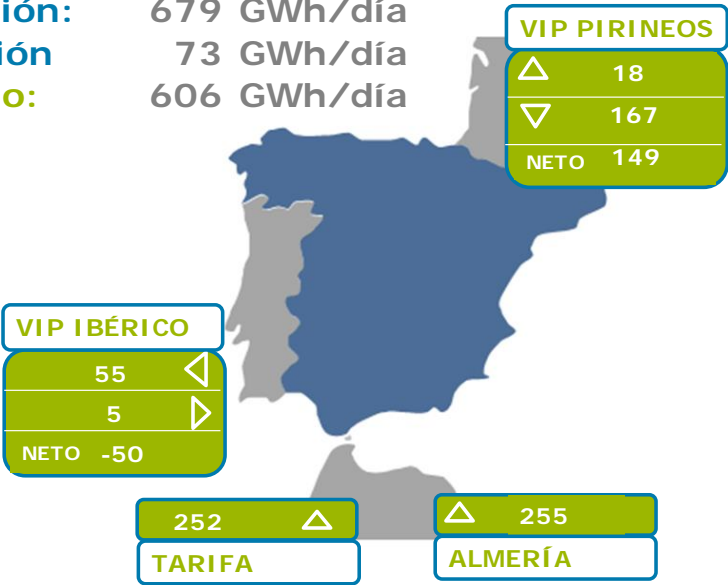 ión: 679 GWh/día
ión 73 GWh/día
o: 606 GWh/día
VIP PIRINEOS
18
167
NETO 149
VIP IBÉRICO
55
5
NETO -50
252
TARIFA
255
ALMERÍA